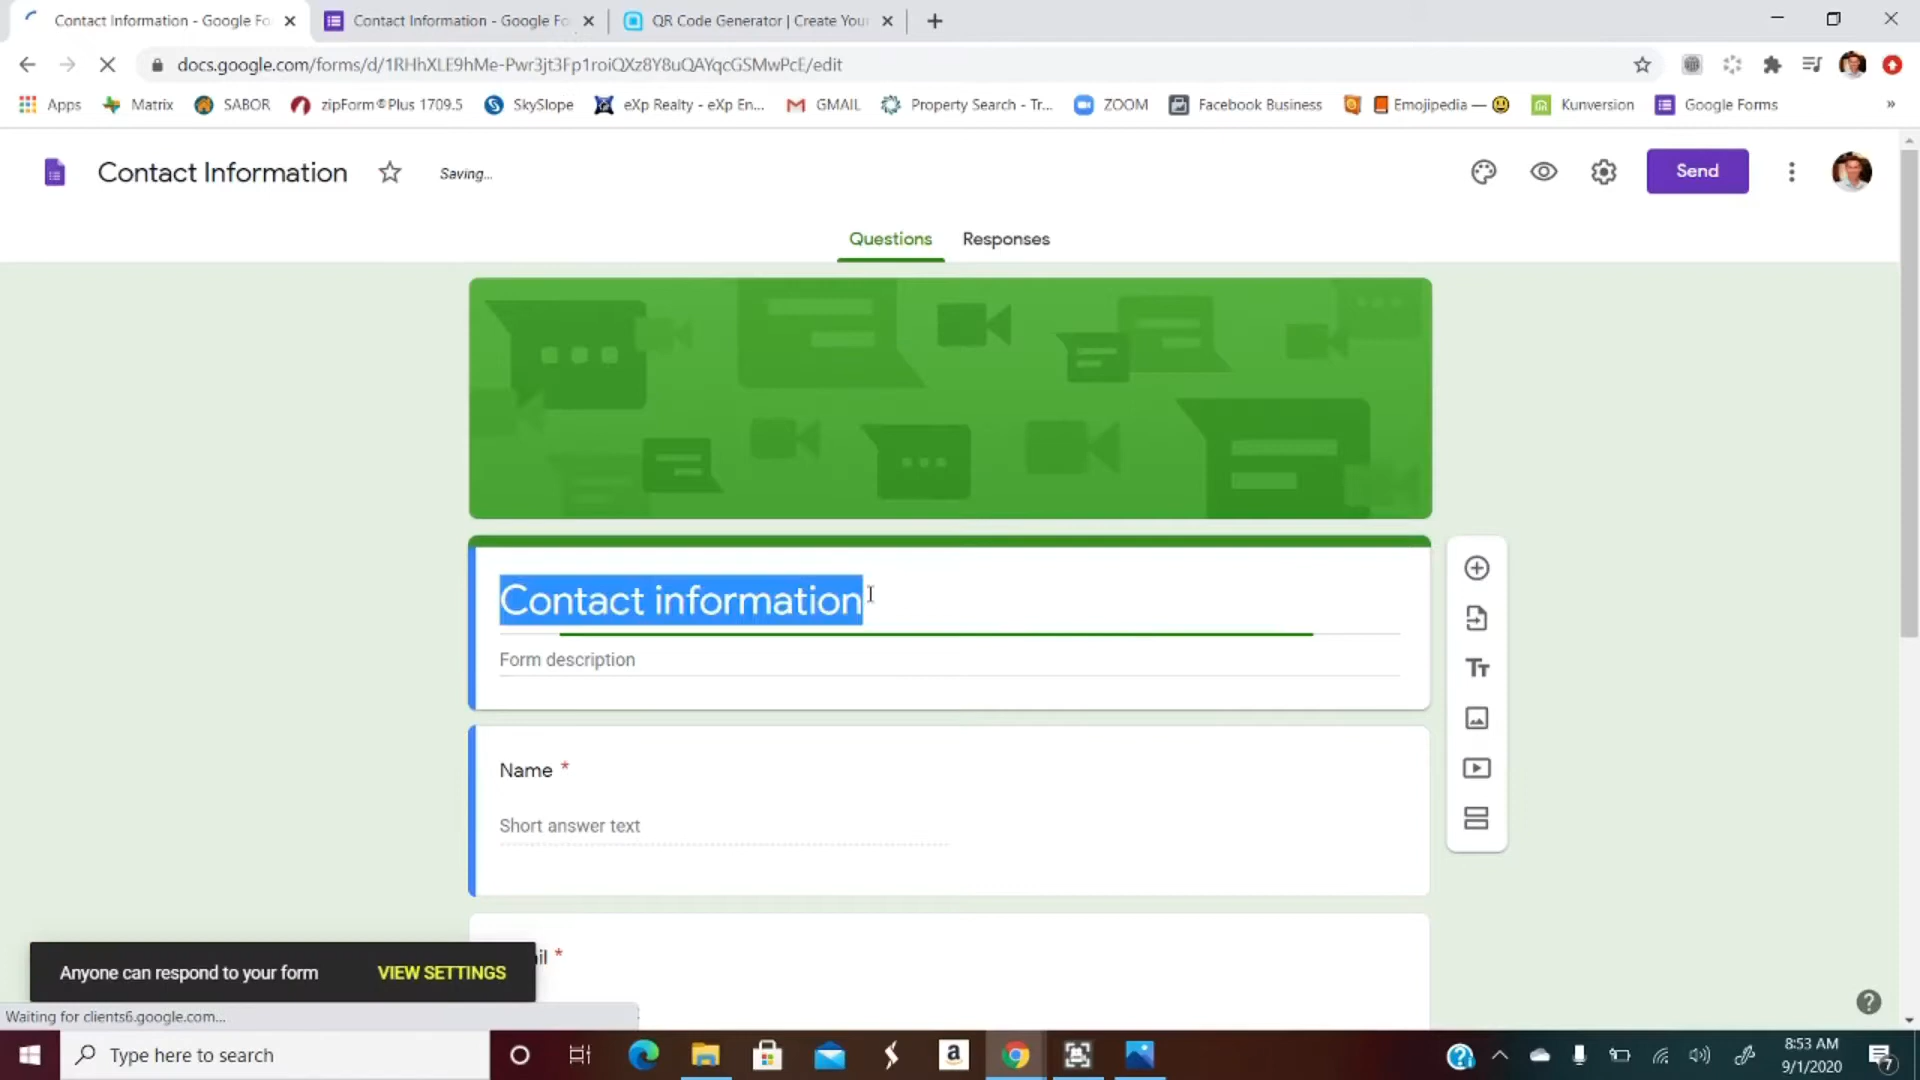 Contact Information - Google Fo
Contact Information - Google Fo
QR Code Generator | Create You
docs.google.com/forms/d/1RHhXLE9hMe-Pwr3jt3Fp1roiQXz8Y8uQAYqcGSMwPcE/edit
Apps Matrix SABOR zipForm®Plus 1709.5 SkySlope eXp Realty - eXp En... GMAIL Property Search - Tr... ZOOM Facebook Business Emojipedia — 😃 Kunversion Google Forms »
Contact Information Saving... Send
Questions Responses
Contact information
Form description
Tт
Name *
Short answer text
il *
Anyone can respond to your form VIEW SETTINGS
Waiting for clients6.google.com...
Type here to search
8:53 AM
9/1/2020
7